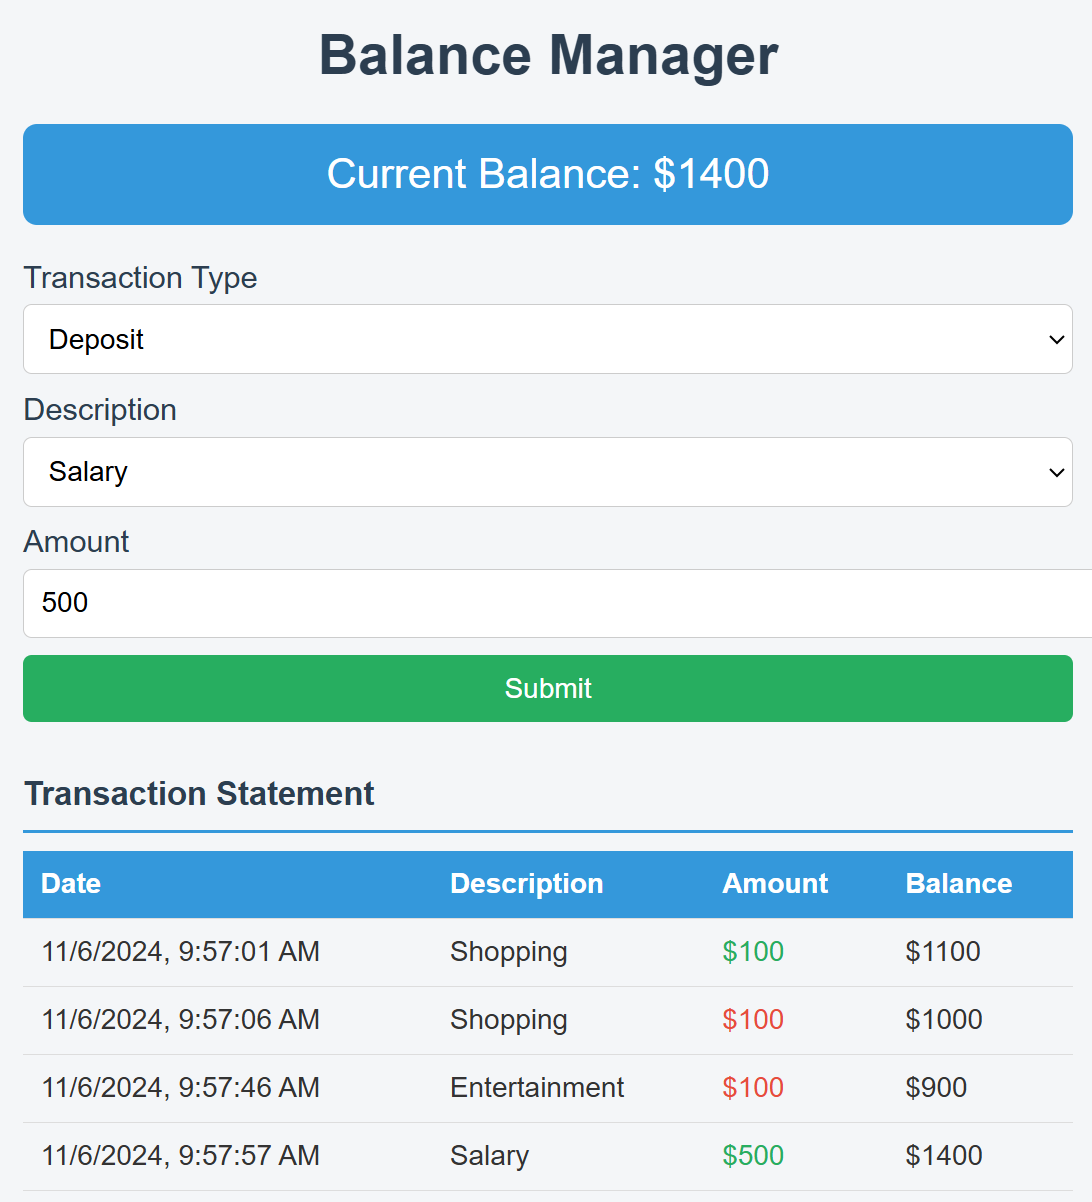 Balance Manager
Current Balance: $1400
Transaction Type
Deposit
Description
Salary
Amount
500
Submit
Transaction Statement
Date Description Amount Balance
11/6/2024, 9:57:01 AM Shopping $100 $1100
11/6/2024, 9:57:06 AM Shopping $100 $1000
11/6/2024, 9:57:46 AM Entertainment $100 $900
11/6/2024, 9:57:57 AM Salary $500 $1400